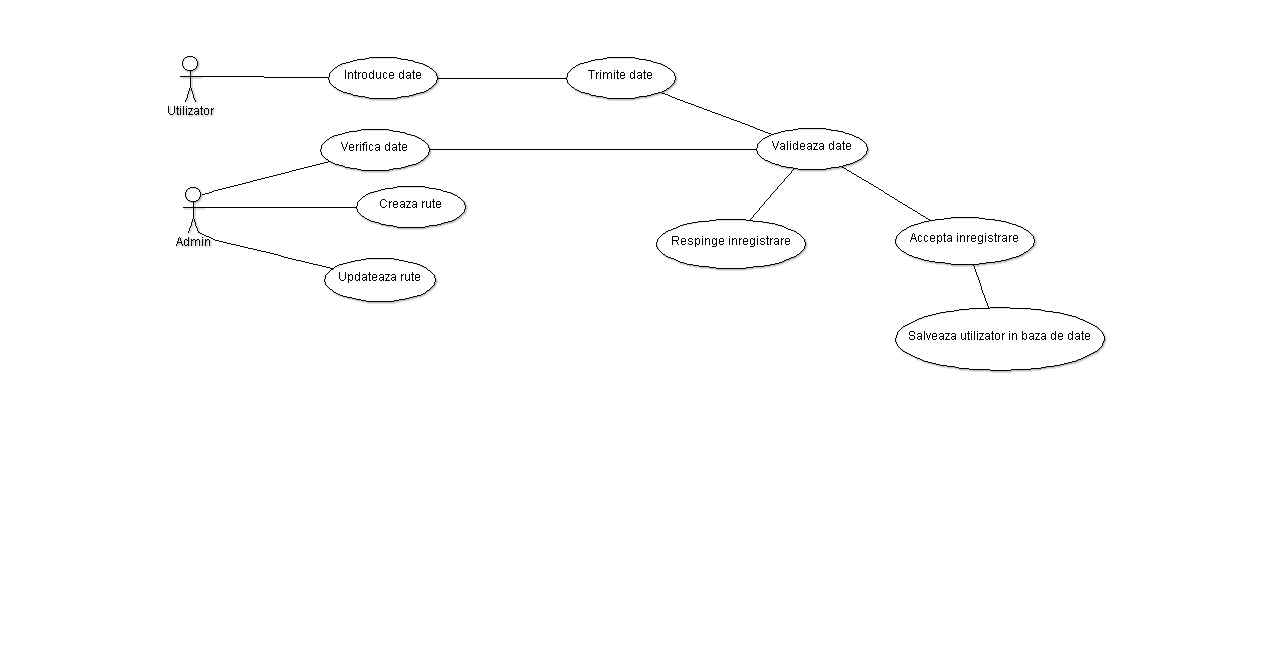 Introduce date
Trimite date
Utilizator
Verifica date
Valideaza date
Creaza rute
Admin
Respinge inregistrare
Accepta inregistrare
Updateaza rute
Salveaza utilizator in baza de date